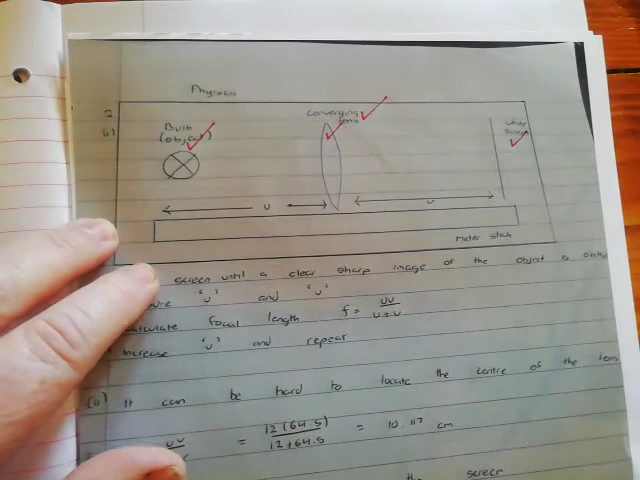 Physics
2
(i)
Bulb
(object)
converging
lens
white
screen
u
v
meter stick
screen until a clear sharp image of the object is
'u' and 'v'
calculate focal length f = uv/u+v
Increase 'u' and repeat
(ii) It can be hard to locate the centre of the lens
uv = 12(64.5)/12+64.5 = 10.117 cm
the screen